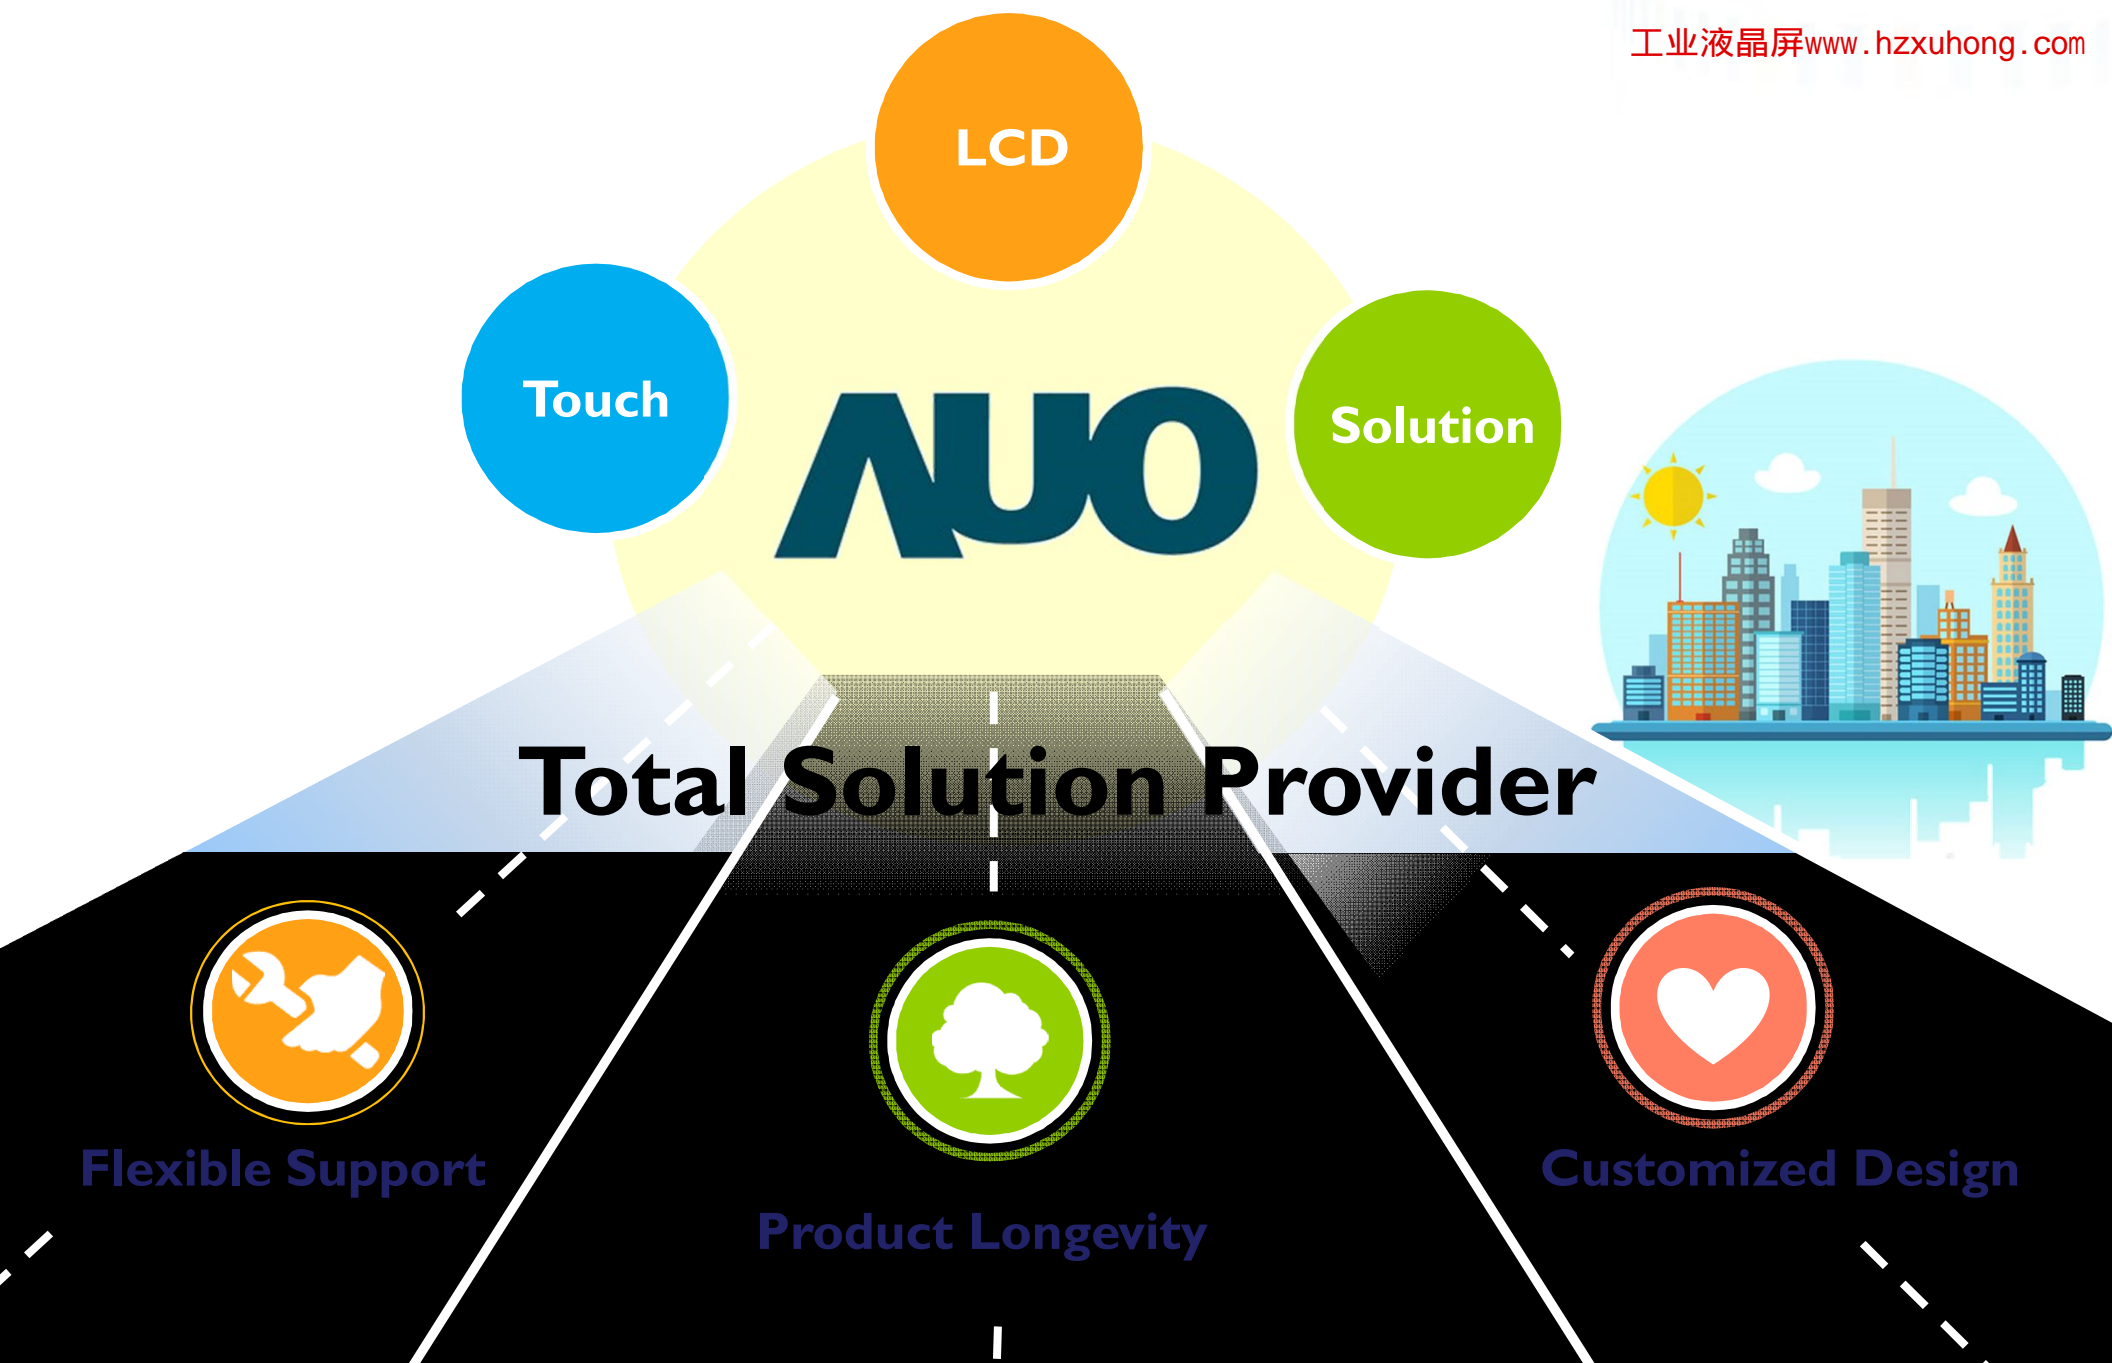 工业液晶屏www.hzxuhong.com
LCD
Touch
Solution
AUO
Total Solution Provider
Flexible Support
Customized Design
Product Longevity